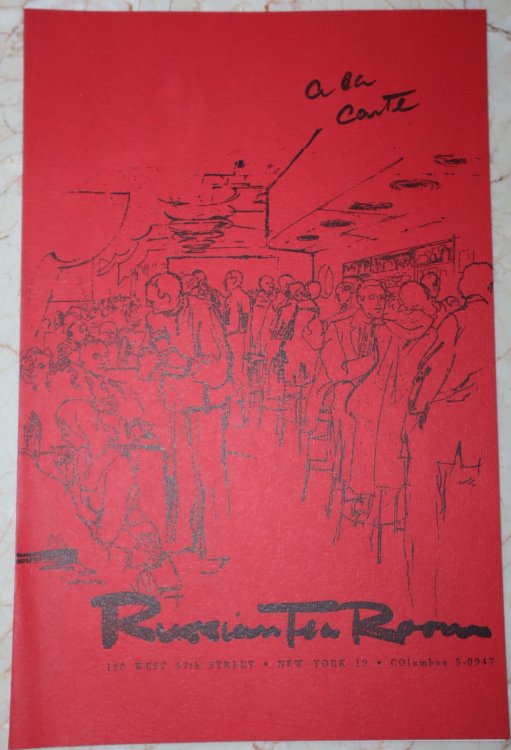 a la
carte
Russian Tea Room
150 WEST 57th STREET • NEW YORK 19 • COlumbus 5-0947